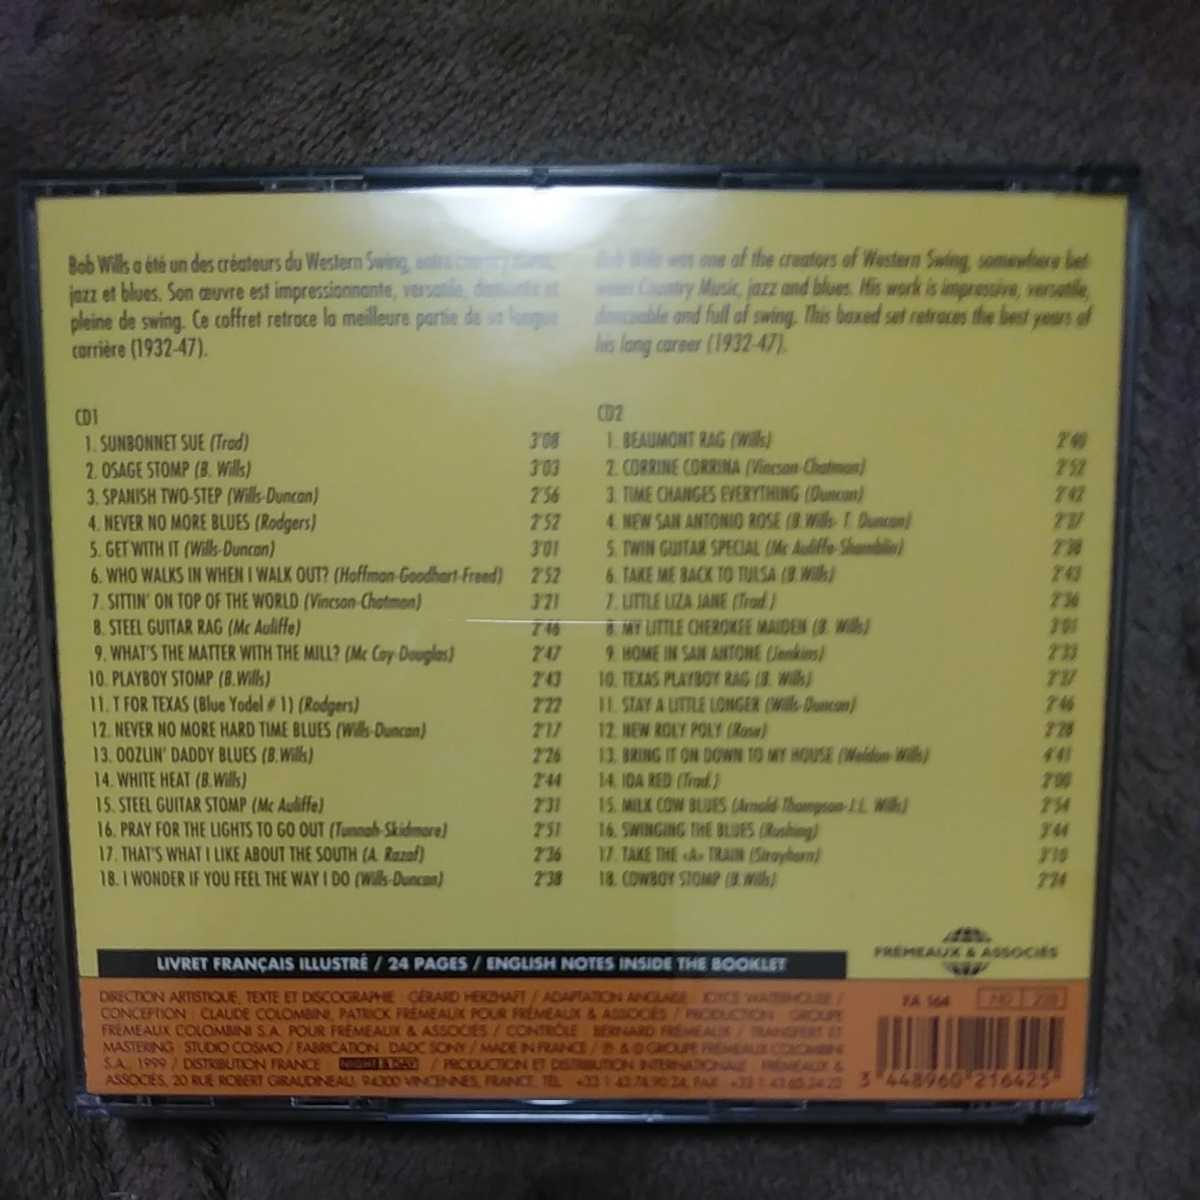 Bob Wills a été un des créateurs du Western Swing,
jazz et blues. Son œuvre est impressionnante, versatile, dansante et
pleine de swing. Ce coffret retrace la meilleure partie de sa longue
carrière (1932-47).
Bob Wills was one of the creators of Western Swing, somewhere bet-
ween Country Music, jazz and blues. His work is impressive, versatile,
danceable and full of swing. This boxed set retraces the best years of
his long career (1932-47).
CD1
1. SUNBONNET SUE (Trad) 3'08
2. OSAGE STOMP (B. Wills) 3'03
3. SPANISH TWO-STEP (Wills-Duncan) 2'56
4. NEVER NO MORE BLUES (Rodgers) 2'52
5. GET WITH IT (Wills-Duncan) 3'01
6. WHO WALKS IN WHEN I WALK OUT? (Hoffman-Goodhart-Freed) 2'52
7. SITTIN' ON TOP OF THE WORLD (Vincson-Chatman) 3'21
8. STEEL GUITAR RAG (Mc Auliffe) 2'46
9. WHAT'S THE MATTER WITH THE MILL? (Mc Coy-Douglas) 2'47
10. PLAYBOY STOMP (B.Wills) 2'43
11. T FOR TEXAS (Blue Yodel # 1) (Rodgers) 2'22
12. NEVER NO MORE HARD TIME BLUES (Wills-Duncan) 2'17
13. OOZLIN' DADDY BLUES (B.Wills) 2'26
14. WHITE HEAT (B.Wills) 2'44
15. STEEL GUITAR STOMP (Mc Auliffe) 2'31
16. PRAY FOR THE LIGHTS TO GO OUT (Tunnah-Skidmore) 2'51
17. THAT'S WHAT I LIKE ABOUT THE SOUTH (A. Razaf) 2'36
18. I WONDER IF YOU FEEL THE WAY I DO (Wills-Duncan) 2'38
CD2
1. BEAUMONT RAG (Wills) 2'40
2. CORRINE CORRINA (Vincson-Chatman) 2'52
3. TIME CHANGES EVERYTHING (Duncan) 2'42
4. NEW SAN ANTONIO ROSE (B.Wills- T. Duncan) 2'37
5. TWIN GUITAR SPECIAL (Mc Auliffe-Shamblin) 2'38
6. TAKE ME BACK TO TULSA (B.Wills) 2'43
7. LITTLE LIZA JANE (Trad.) 2'36
8. MY LITTLE CHEROKEE MAIDEN (B. Wills) 3'01
9. HOME IN SAN ANTONE (Jenkins) 2'33
10. TEXAS PLAYBOY RAG (B. Wills) 2'37
11. STAY A LITTLE LONGER (Wills-Duncan) 2'46
12. NEW ROLY POLY (Rose) 2'28
13. BRING IT ON DOWN TO MY HOUSE (Weldon-Wills) 4'41
14. IDA RED (Trad.) 2'00
15. MILK COW BLUES (Arnold-Thompson-J.L. Wills) 2'54
16. SWINGING THE BLUES (Rushing) 3'44
17. TAKE THE «A» TRAIN (Strayhorn) 3'10
18. COWBOY STOMP (B.Wills) 2'24
LIVRET FRANÇAIS ILLUSTRÉ / 24 PAGES / ENGLISH NOTES INSIDE THE BOOKLET
FRÉMEAUX & ASSOCIÉS
DIRECTION ARTISTIQUE, TEXTE ET DISCOGRAPHIE : GÉRARD HERZHAFT / ADAPTATION ANGLAISE : JOYCE WATERHOUSE /
CONCEPTION : CLAUDE COLOMBINI, PATRICK FRÉMEAUX POUR FRÉMEAUX & ASSOCIÉS / PRODUCTION : GROUPE
FRÉMEAUX COLOMBINI S.A. POUR FRÉMEAUX & ASSOCIÉS / CONTRÔLE : BERNARD FRÉMEAUX / TRANSFERT ET
MASTERING : STUDIO COSMO / FABRICATION : DADC SONY / MADE IN FRANCE / ℗ & © GROUPE FRÉMEAUX COLOMBINI
S.A., 1999 / DISTRIBUTION FRANCE : NIGHT & DAY / PRODUCTION ET DISTRIBUTION INTERNATIONALE : FRÉMEAUX &
ASSOCIÉS, 20 RUE ROBERT GIRAUDINEAU, 94300 VINCENNES, FRANCE, TÉL. +33 1 43.74.90.24, FAX : +33 1 43.65.24.22
FA 164
3 448960 216425